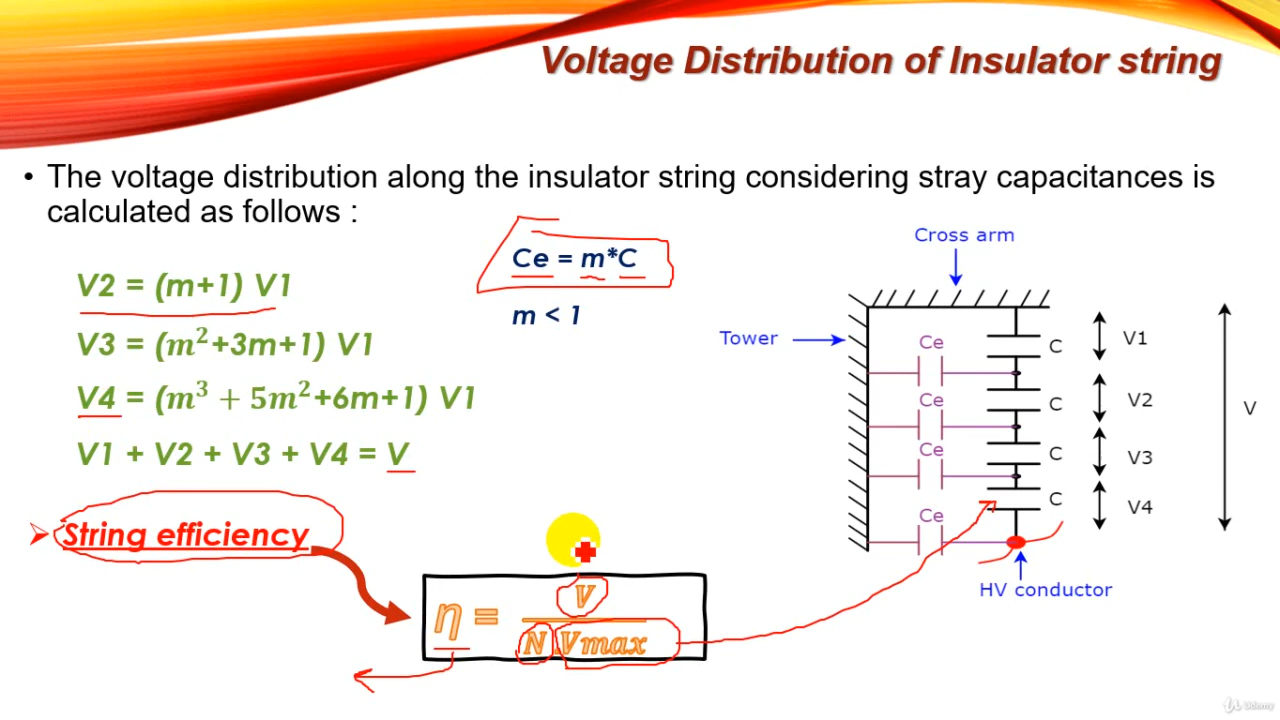 Voltage Distribution of Insulator string
• The voltage distribution along the insulator string considering stray capacitances is
calculated as follows :
V2 = (m+1) V1
V3 = (m²+3m+1) V1
V4 = (m³ + 5m²+6m+1) V1
V1 + V2 + V3 + V4 = V
Ce = m*C
m < 1
String efficiency
η = V
N Vmax
Cross arm
Tower
Ce
C
V1
Ce
C
V2
V
Ce
C
V3
Ce
C
V4
HV conductor
Udemy